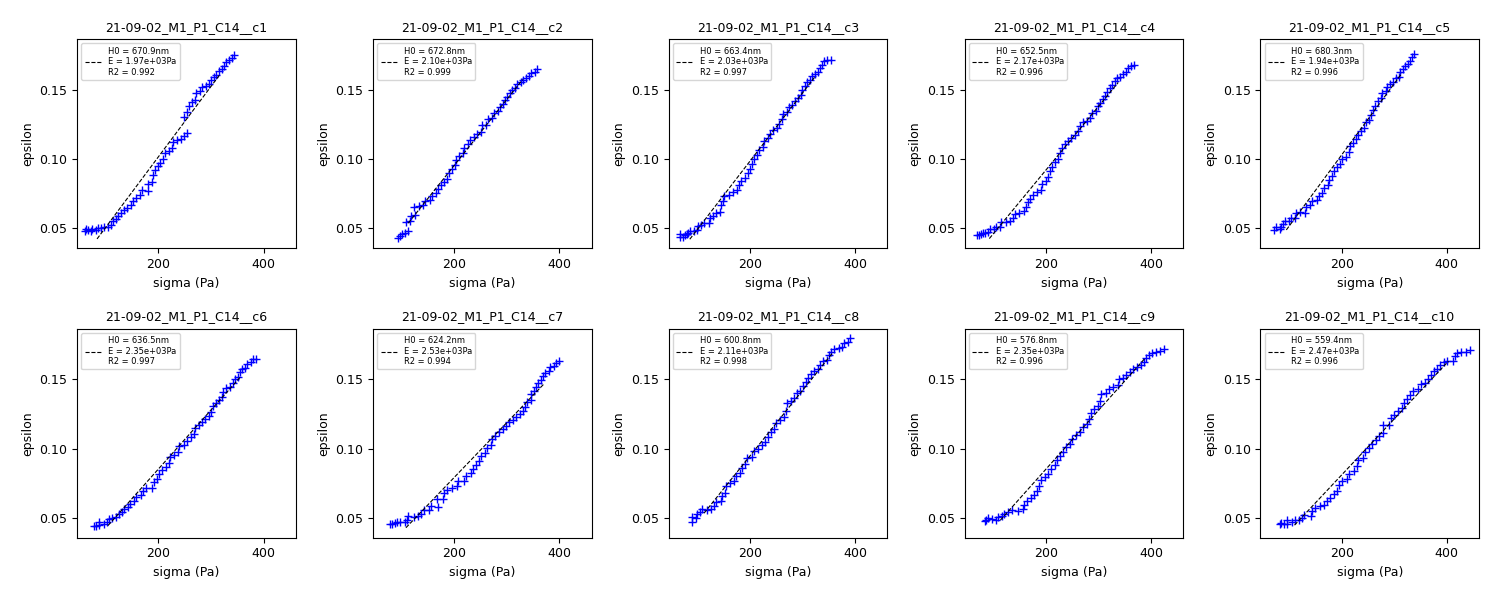 21-09-02_M1_P1_C14__c1
H0 = 670.9nm
E = 1.97e+03Pa
R2 = 0.992
0.15
0.10
0.05
epsilon
200
400
sigma (Pa)
21-09-02_M1_P1_C14__c2
H0 = 672.8nm
E = 2.10e+03Pa
R2 = 0.999
0.15
0.10
0.05
epsilon
200
400
sigma (Pa)
21-09-02_M1_P1_C14__c3
H0 = 663.4nm
E = 2.03e+03Pa
R2 = 0.997
0.15
0.10
0.05
epsilon
200
400
sigma (Pa)
21-09-02_M1_P1_C14__c4
H0 = 652.5nm
E = 2.17e+03Pa
R2 = 0.996
0.15
0.10
0.05
epsilon
200
400
sigma (Pa)
21-09-02_M1_P1_C14__c5
H0 = 680.3nm
E = 1.94e+03Pa
R2 = 0.996
0.15
0.10
0.05
epsilon
200
400
sigma (Pa)
21-09-02_M1_P1_C14__c6
H0 = 636.5nm
E = 2.35e+03Pa
R2 = 0.997
0.15
0.10
0.05
epsilon
200
400
sigma (Pa)
21-09-02_M1_P1_C14__c7
H0 = 624.2nm
E = 2.53e+03Pa
R2 = 0.994
0.15
0.10
0.05
epsilon
200
400
sigma (Pa)
21-09-02_M1_P1_C14__c8
H0 = 600.8nm
E = 2.11e+03Pa
R2 = 0.998
0.15
0.10
0.05
epsilon
200
400
sigma (Pa)
21-09-02_M1_P1_C14__c9
H0 = 576.8nm
E = 2.35e+03Pa
R2 = 0.996
0.15
0.10
0.05
epsilon
200
400
sigma (Pa)
21-09-02_M1_P1_C14__c10
H0 = 559.4nm
E = 2.47e+03Pa
R2 = 0.996
0.15
0.10
0.05
epsilon
200
400
sigma (Pa)